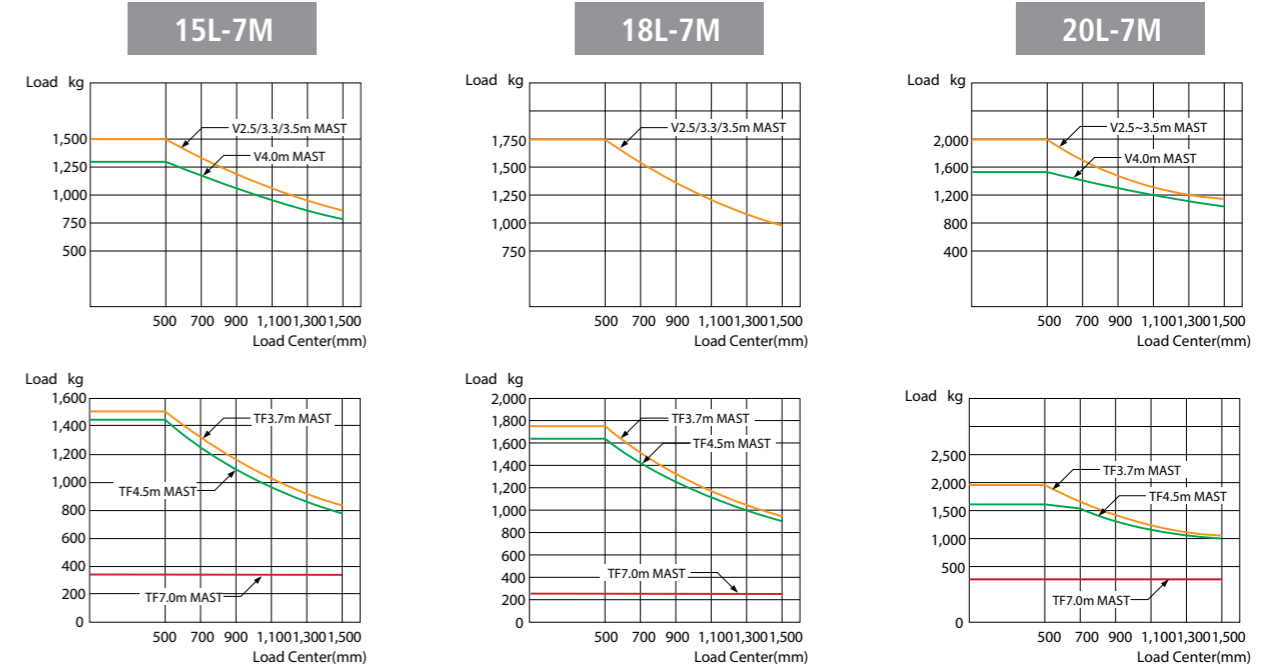 15L-7M
18L-7M
20L-7M
Load kg
1,500
1,250
1,000
750
500
V2.5/3.3/3.5m MAST
V4.0m MAST
500 700 900 1,100 1,300 1,500
Load Center(mm)
Load kg
1,750
1,500
1,250
1,000
750
V2.5/3.3/3.5m MAST
500 700 900 1,100 1,300 1,500
Load Center(mm)
Load kg
2,000
1,600
1,200
800
400
V2.5~3.5m MAST
V4.0m MAST
500 700 900 1,100 1,300 1,500
Load Center(mm)
Load kg
1,600
1,400
1,200
1,000
800
600
400
200
0
TF3.7m MAST
TF4.5m MAST
TF7.0m MAST
500 700 900 1,100 1,300 1,500
Load Center(mm)
Load kg
2,000
1,800
1,600
1,400
1,200
1,000
800
600
400
200
0
TF3.7m MAST
TF4.5m MAST
TF7.0m MAST
500 700 900 1,100 1,300 1,500
Load Center(mm)
Load kg
2,500
2,000
1,500
1,000
500
0
TF3.7m MAST
TF4.5m MAST
TF7.0m MAST
500 700 900 1,100 1,300 1,500
Load Center(mm)